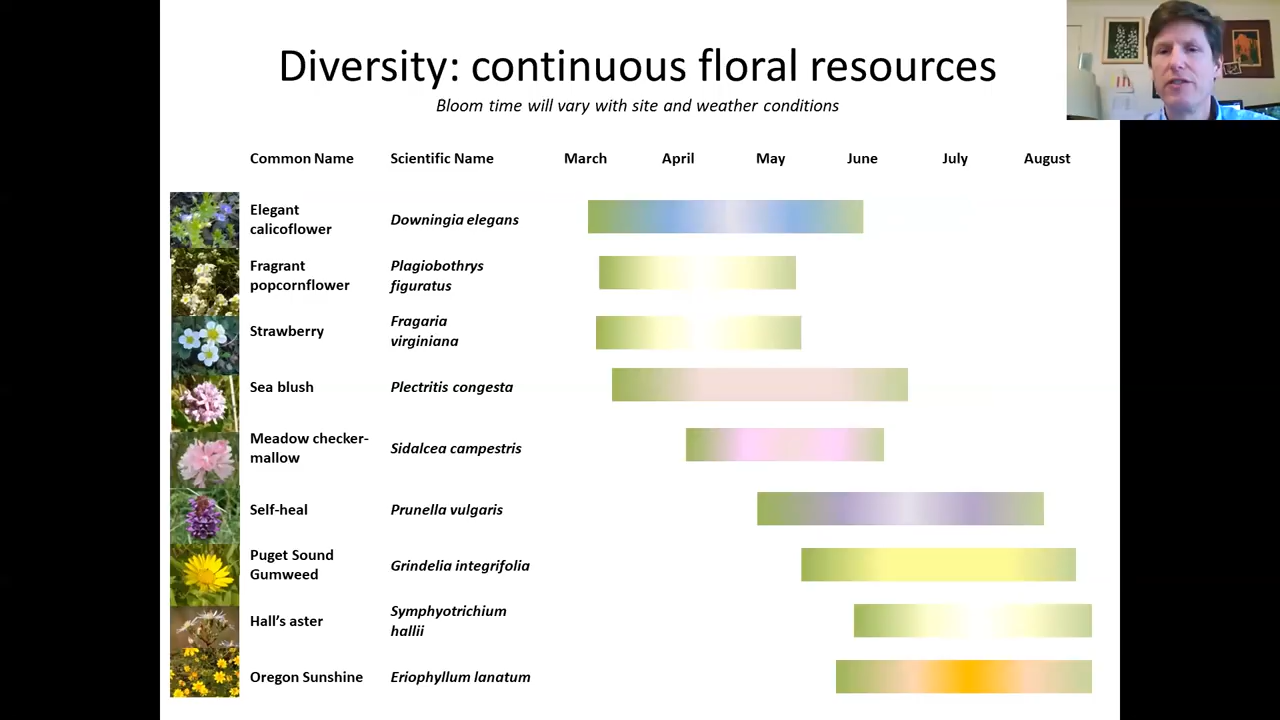 Diversity: continuous floral resources
Bloom time will vary with site and weather conditions
Common Name Scientific Name March April May June July August
Elegant
calicoflower
Downingia elegans
Fragrant
popcornflower
Plagiobothrys
figuratus
Strawberry
Fragaria
virginiana
Sea blush Plectritis congesta
Meadow checker-
mallow
Sidalcea campestris
Self-heal Prunella vulgaris
Puget Sound
Gumweed
Grindelia integrifolia
Hall’s aster
Symphyotrichium
hallii
Oregon Sunshine Eriophyllum lanatum